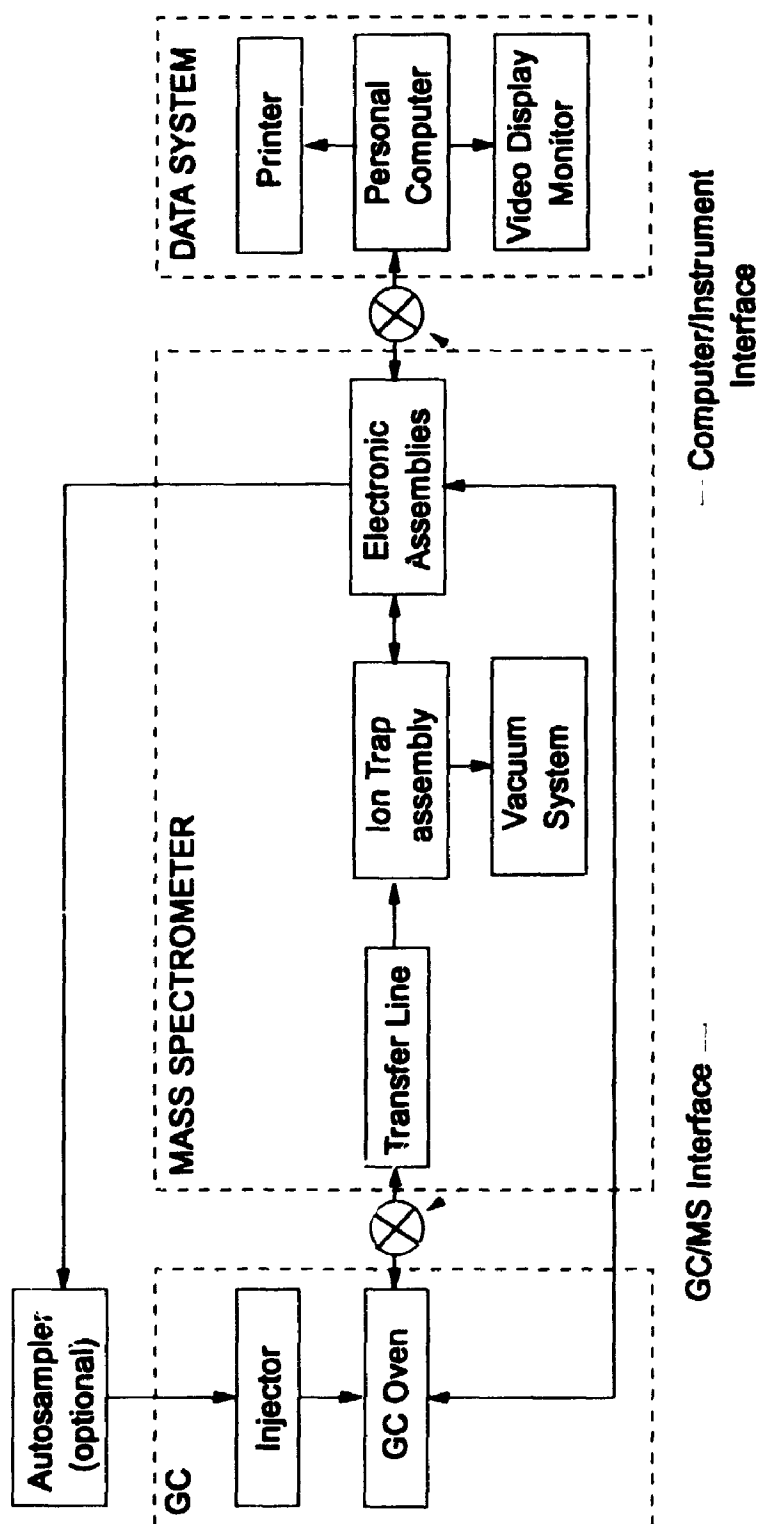 Autosampler
(optional)
GC
Injector
GC Oven
GC/MS Interface
MASS SPECTROMETER
Transfer Line
Ion Trap
assembly
Vacuum
System
Electronic
Assemblies
Computer/Instrument
Interface
DATA SYSTEM
Printer
Personal
Computer
Video Display
Monitor